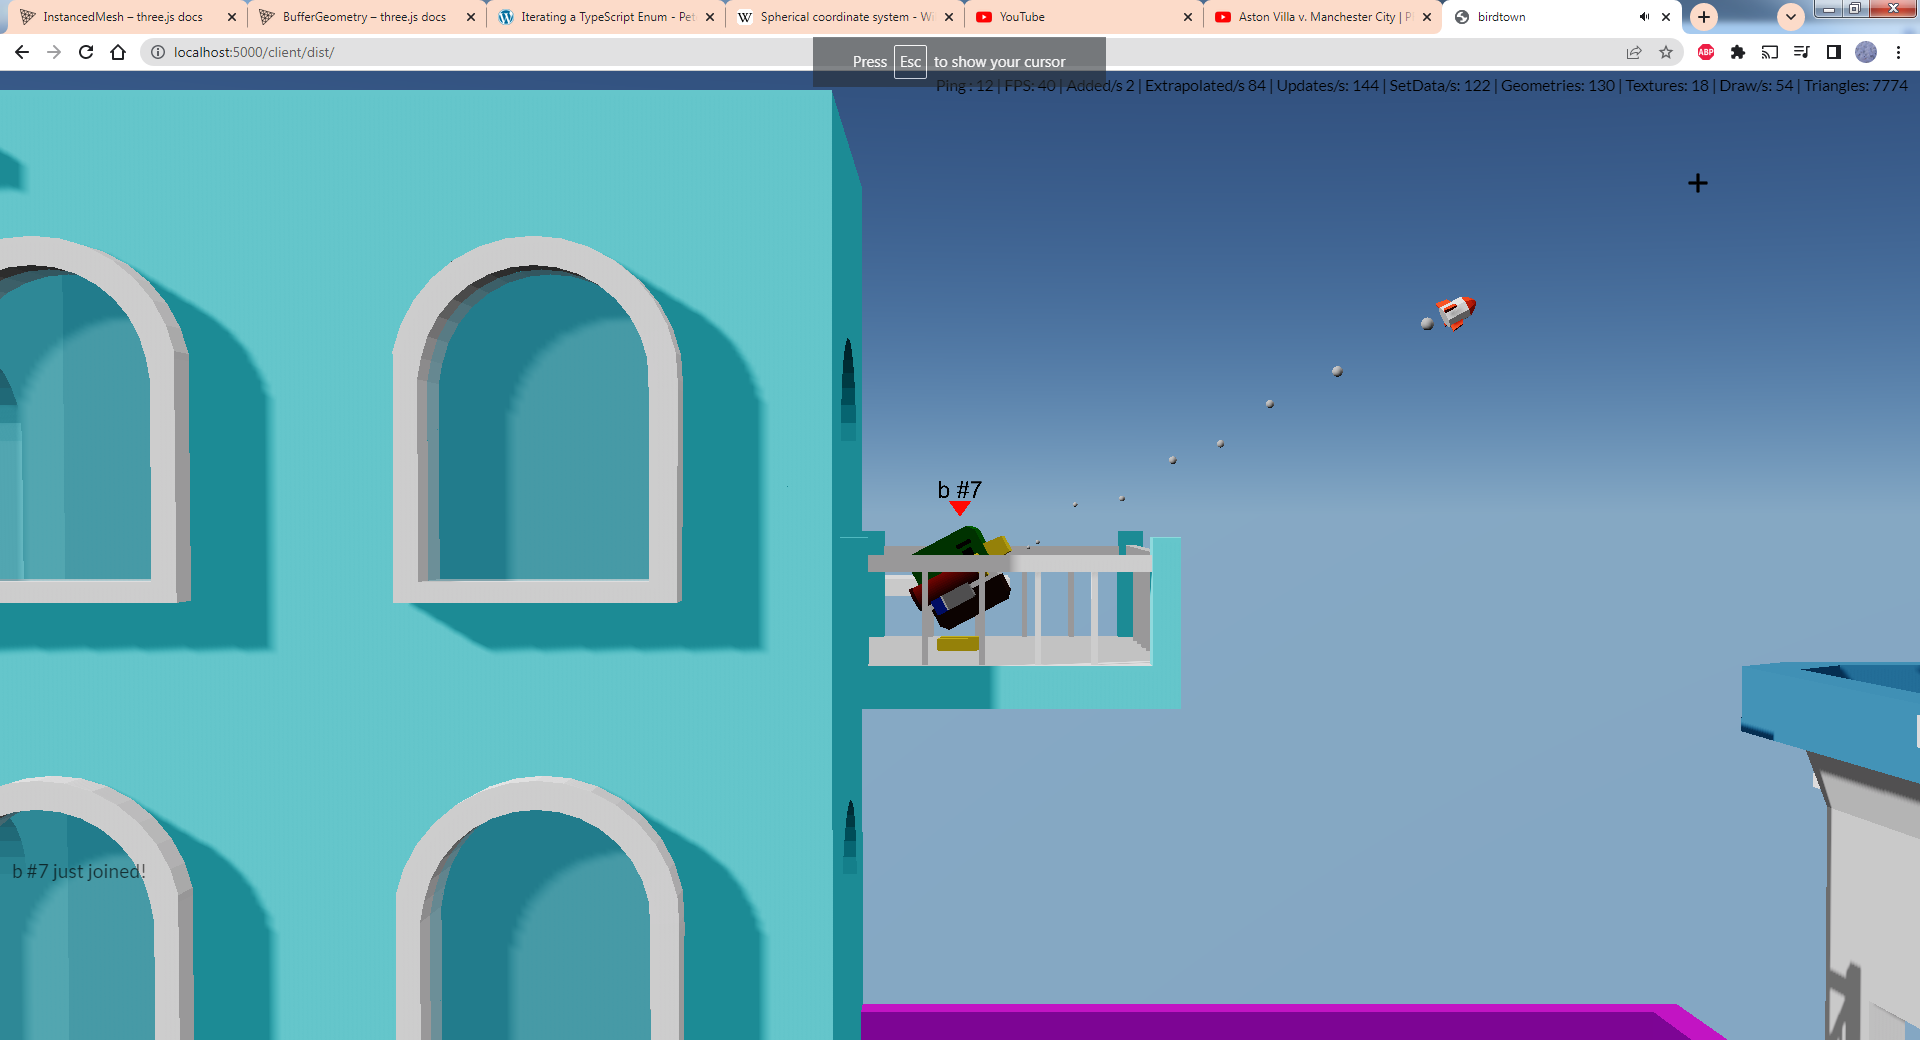 InstancedMesh – three.js docs
BufferGeometry – three.js docs
Iterating a TypeScript Enum - Pet
Spherical coordinate system - Wi
YouTube
Aston Villa v. Manchester City | P
birdtown
localhost:5000/client/dist/
ABP
Press Esc to show your cursor
Ping : 12 | FPS: 40 | Added/s 2 | Extrapolated/s 84 | Updates/s: 144 | SetData/s: 122 | Geometries: 130 | Textures: 18 | Draw/s: 54 | Triangles: 7774
b #7
b #7 just joined!